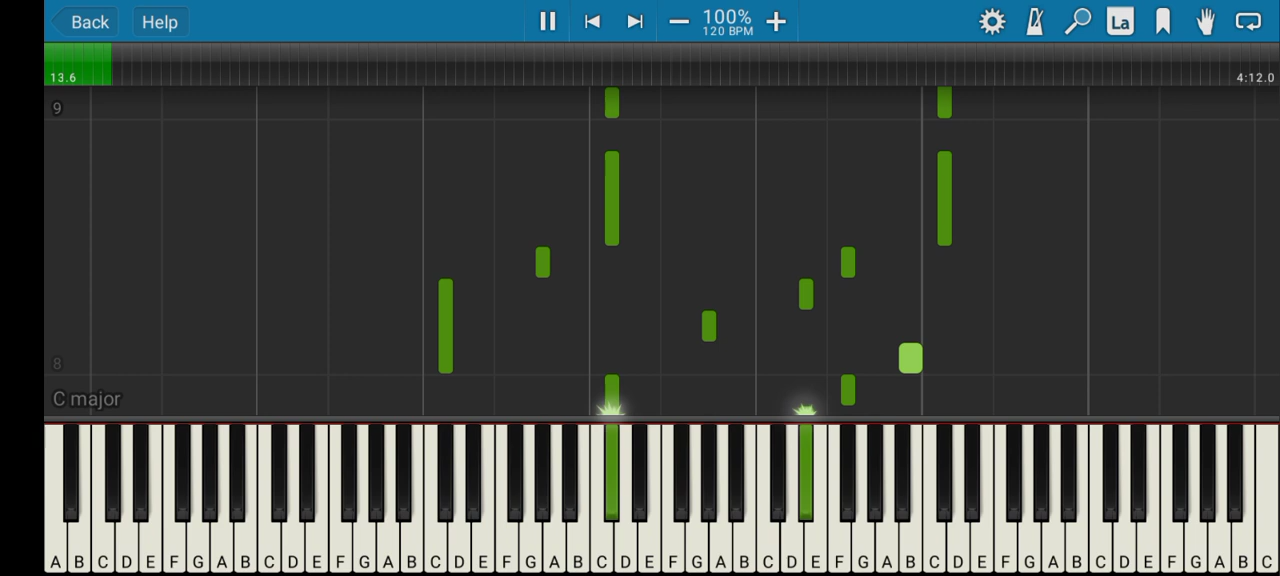 Back Help 100% La
120 BPM
13.6 4:12.0
9
8
C major
A B C D E F G A B C D E F G A B C D E F G A B C D E F G A B C D E F G A B C D E F G A B C D E F G A B C